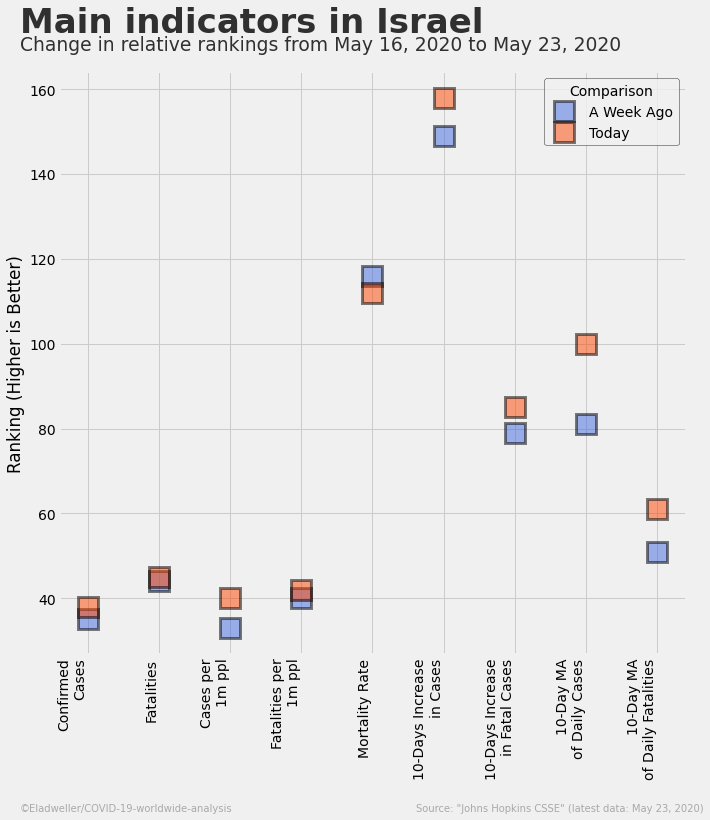 Main indicators in Israel
Change in relative rankings from May 16, 2020 to May 23, 2020
Comparison
A Week Ago
Today
Ranking (Higher is Better)
160
140
120
100
80
60
40
Confirmed
Cases
Fatalities
Cases per
1m ppl
Fatalities per
1m ppl
Mortality Rate
10-Days Increase
in Cases
10-Days Increase
in Fatal Cases
10-Day MA
of Daily Cases
10-Day MA
of Daily Fatalities
©Eladweller/COVID-19-worldwide-analysis
Source: "Johns Hopkins CSSE" (latest data: May 23, 2020)